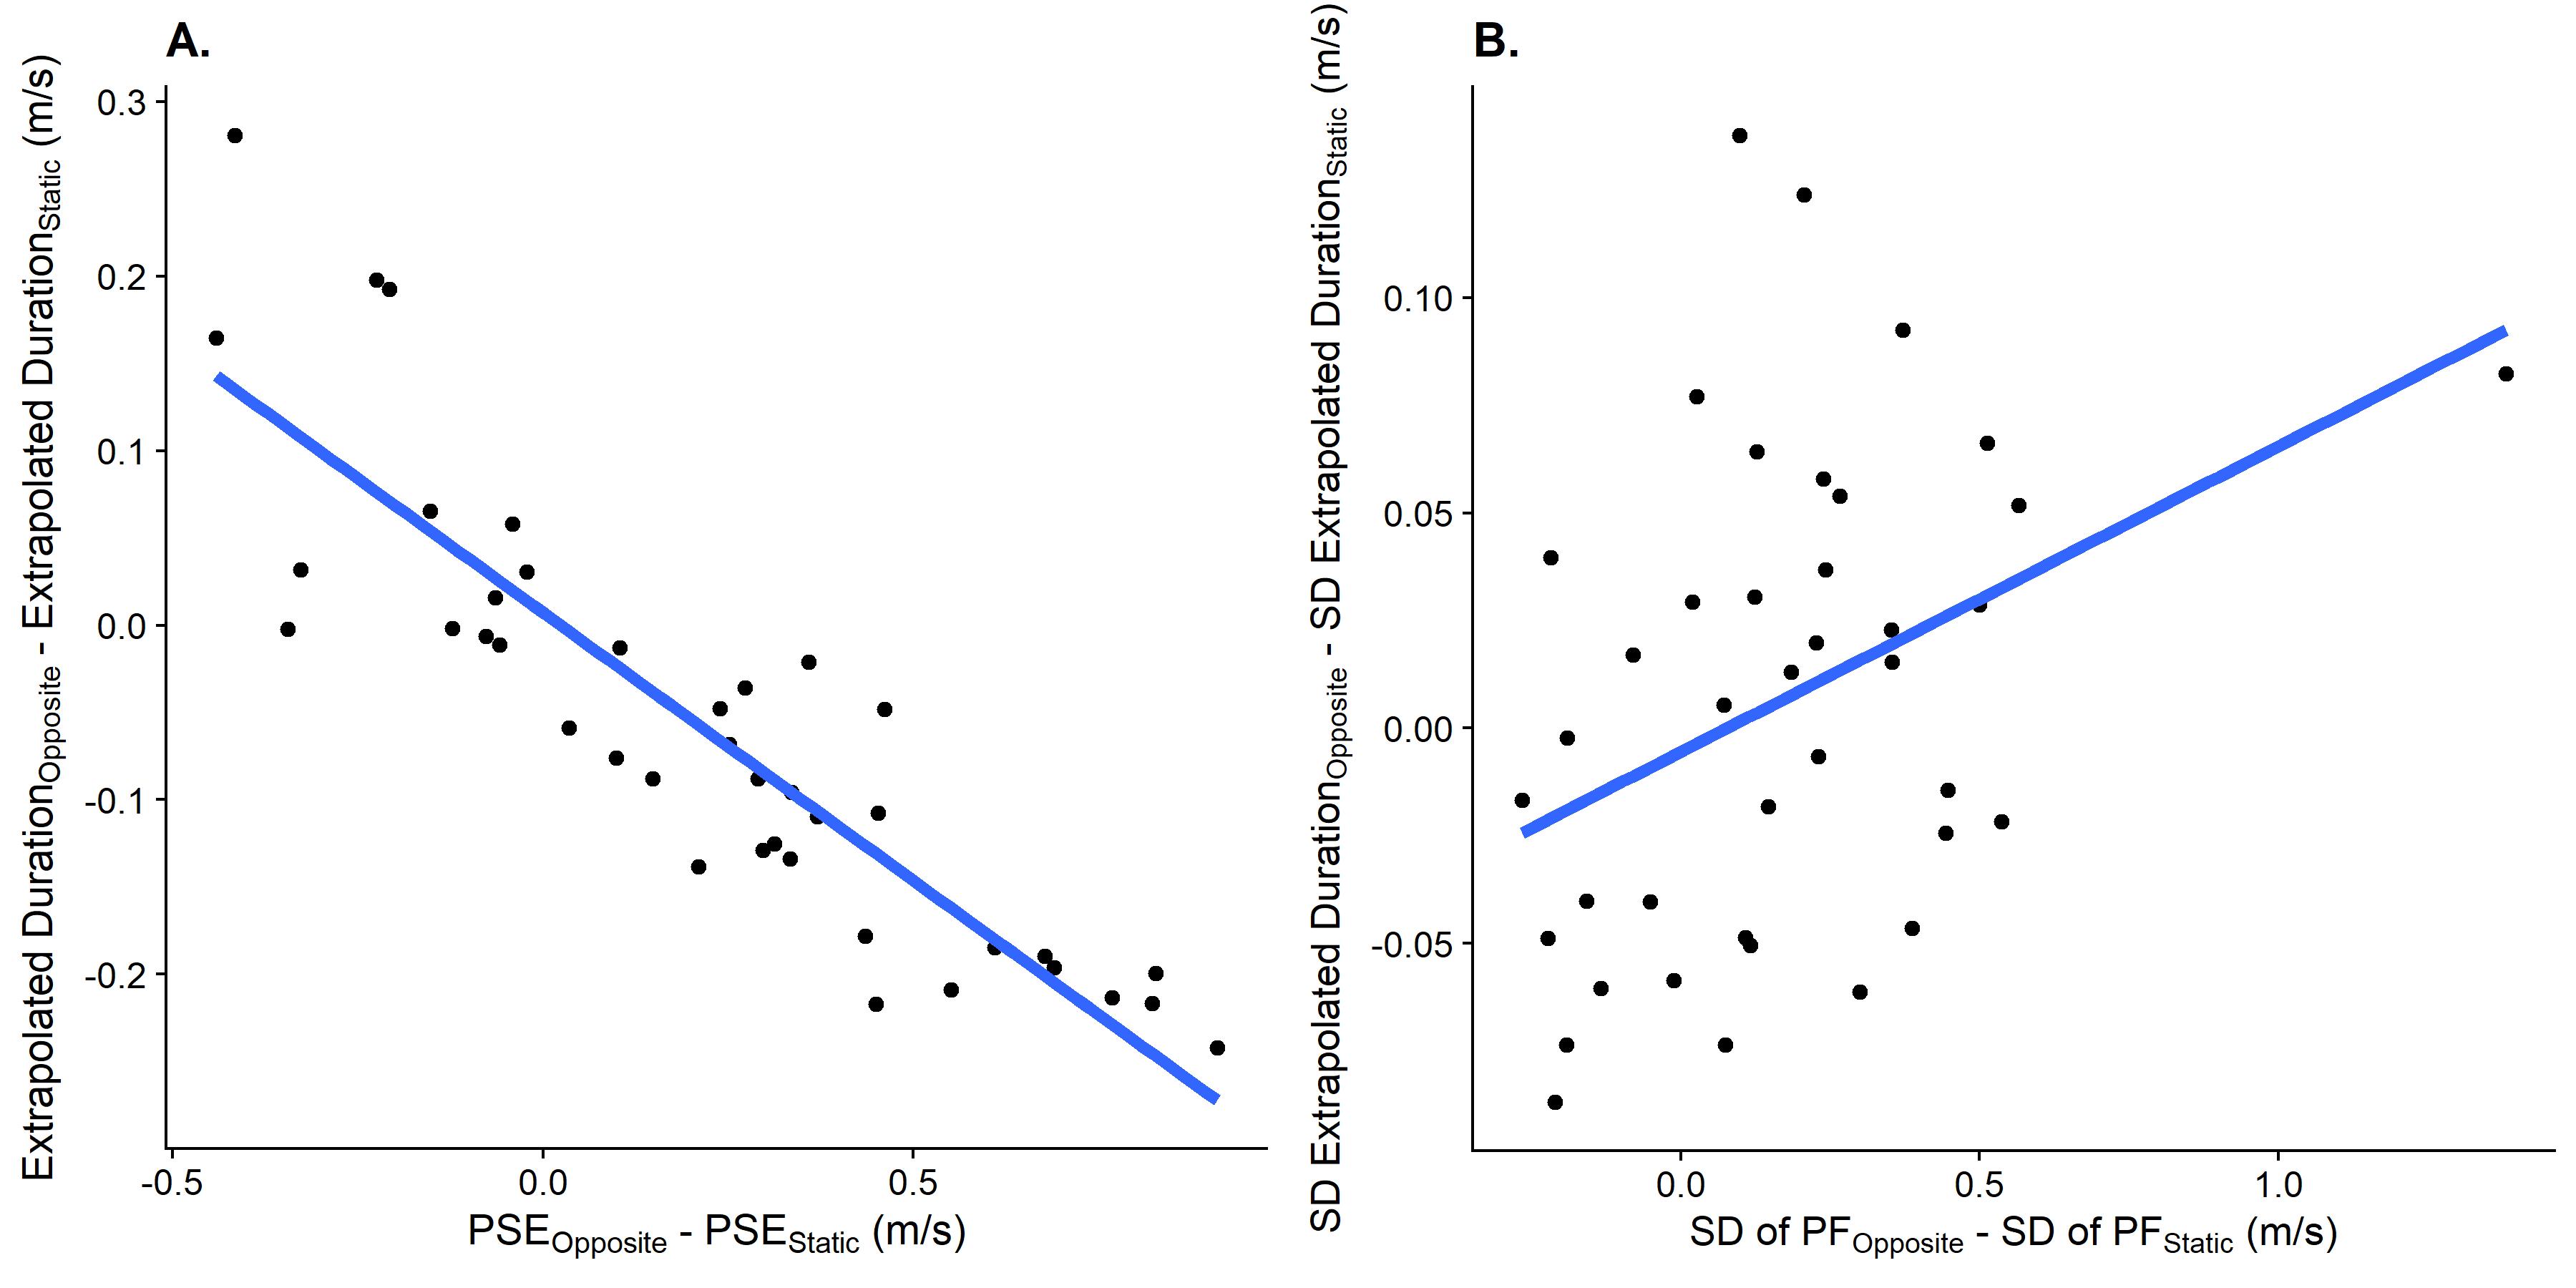 A.
Extrapolated DurationOpposite - Extrapolated DurationStatic (m/s)
0.3
0.2
0.1
0.0
-0.1
-0.2
-0.5
0.0
0.5
PSEOpposite - PSEStatic (m/s)
B.
SD Extrapolated DurationOpposite - SD Extrapolated DurationStatic (m/s)
0.10
0.05
0.00
-0.05
0.0
0.5
1.0
SD of PFOpposite - SD of PFStatic (m/s)